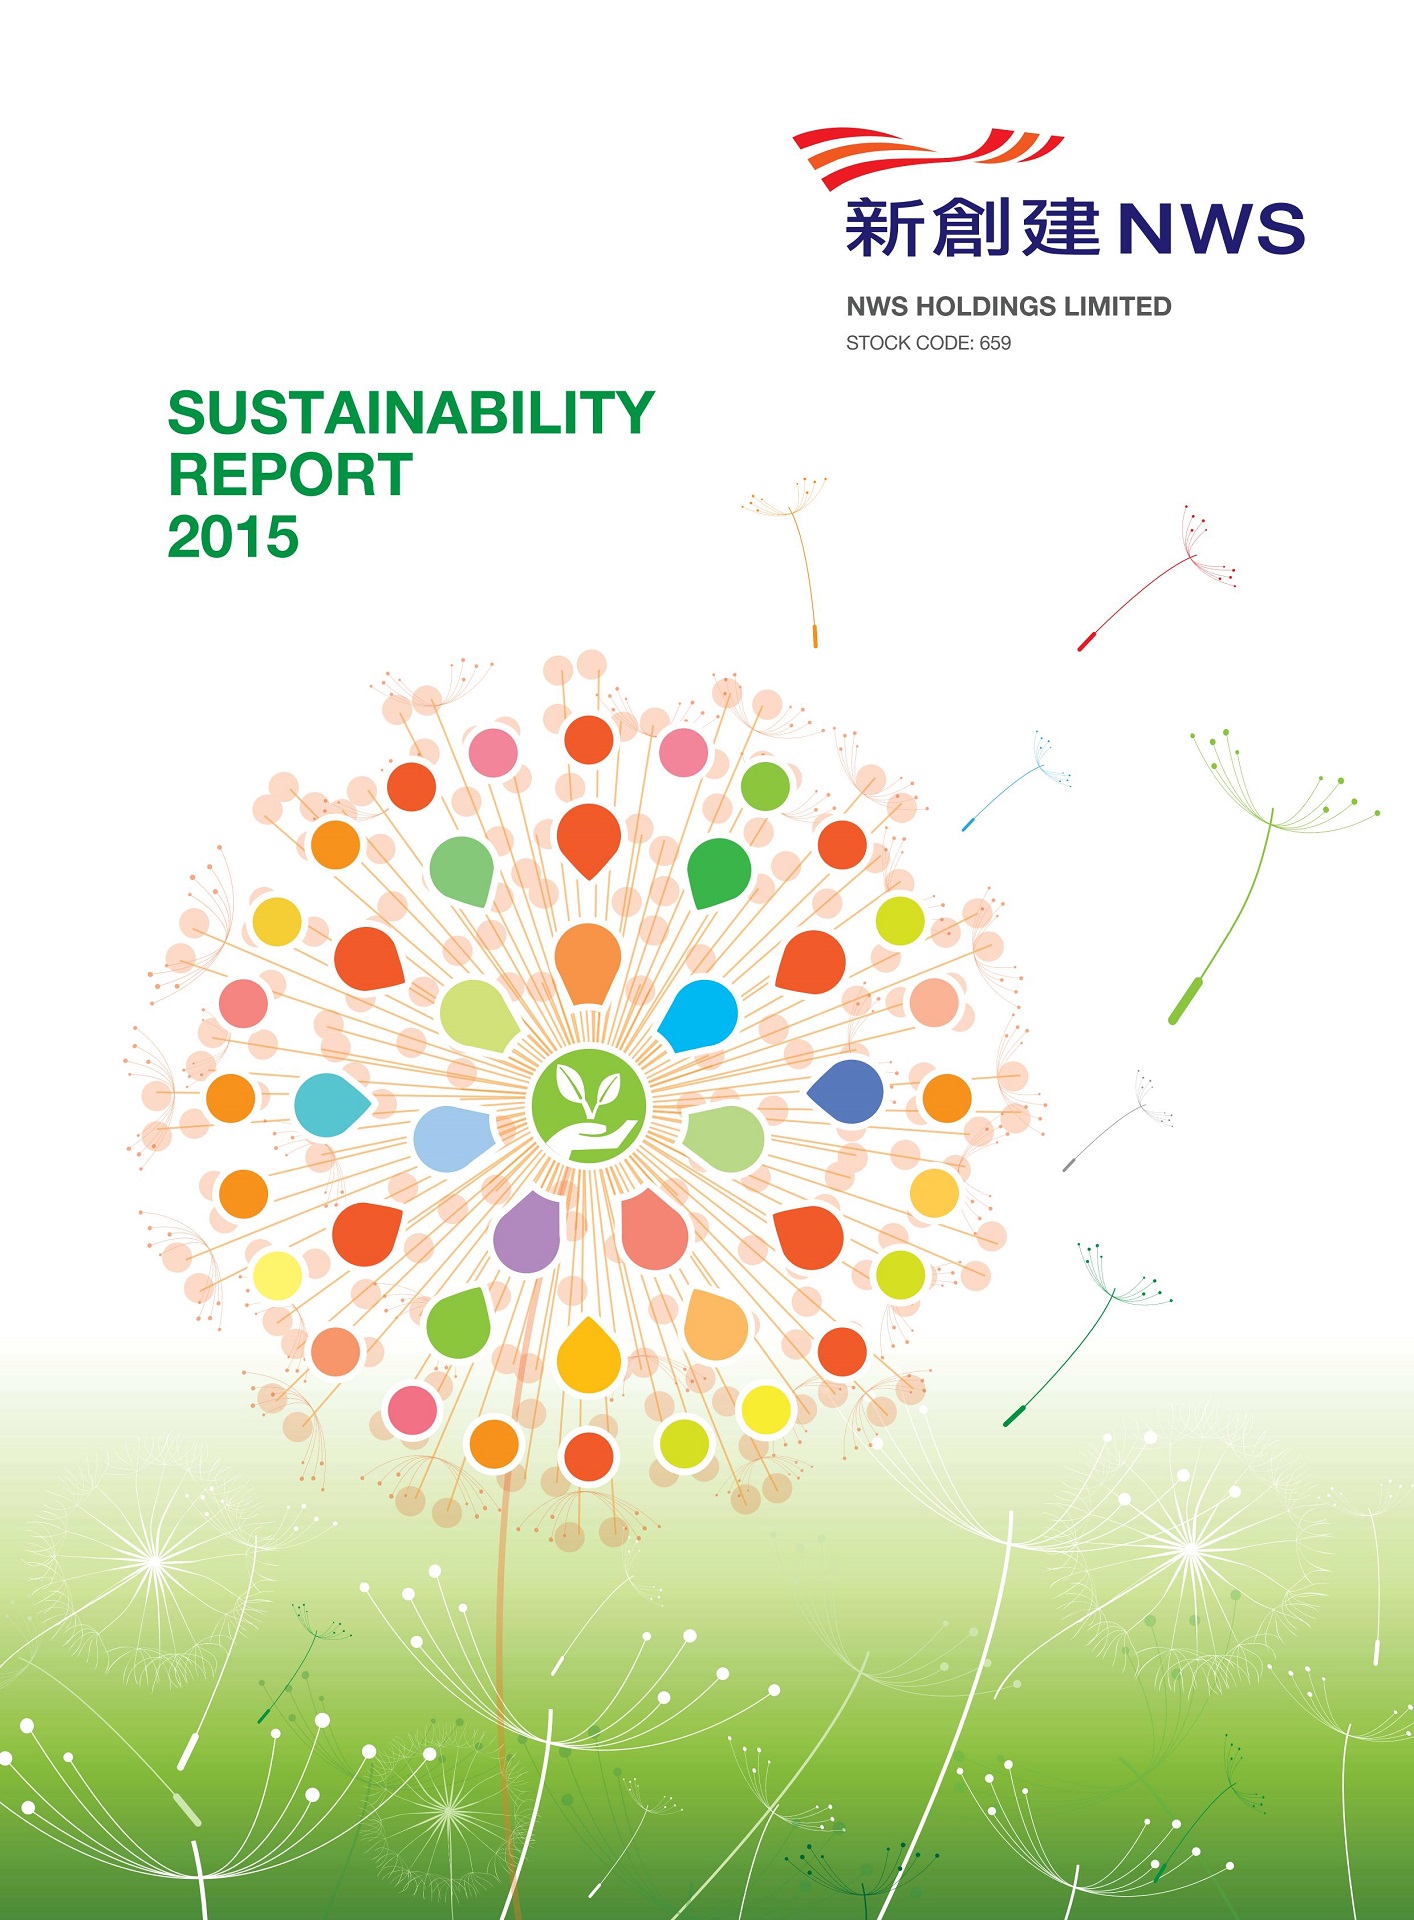 新創建 NWS
NWS HOLDINGS LIMITED
STOCK CODE: 659
SUSTAINABILITY
REPORT
2015